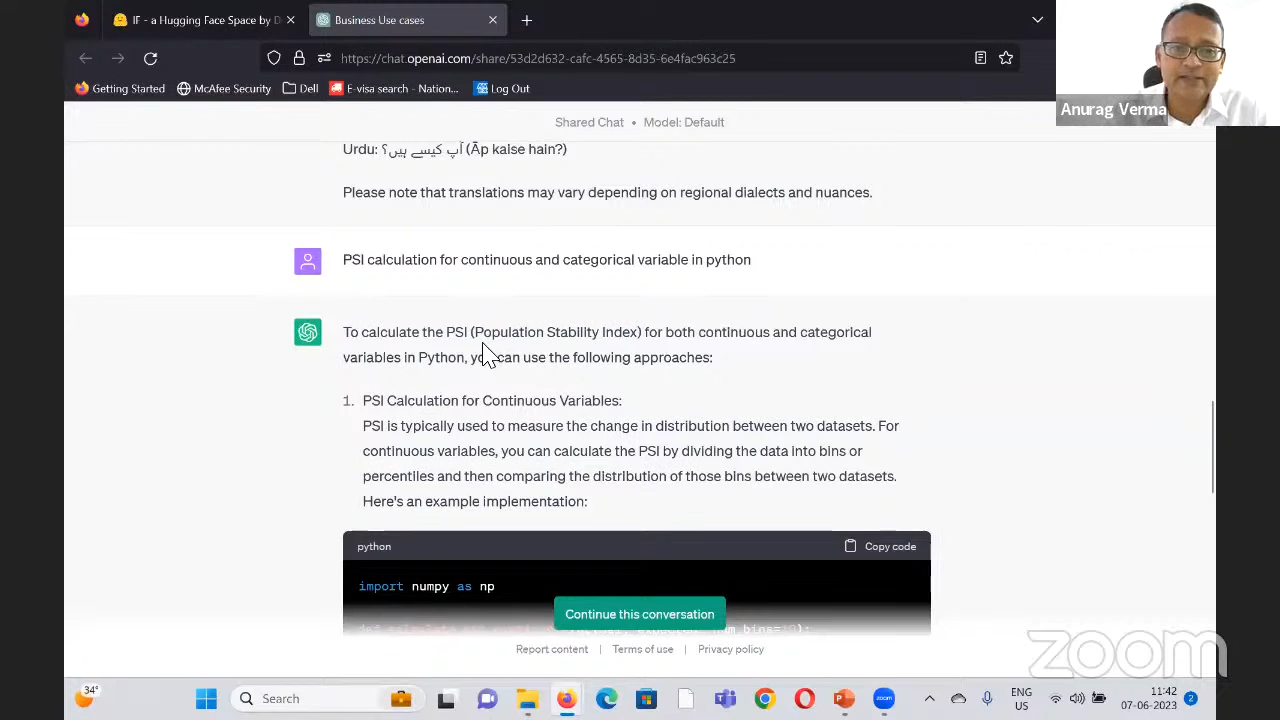 IF - a Hugging Face Space by D
Business Use cases
https://chat.openai.com/share/53d2d632-cafc-4565-8d35-6e4fac963c25
Getting Started
McAfee Security
Dell
E-visa search - Nation...
Log Out
Anurag Verma
Shared Chat • Model: Default
Urdu: آپ کیسے ہیں؟ (Āp kaise hain?)
Please note that translations may vary depending on regional dialects and nuances.
PSI calculation for continuous and categorical variable in python
To calculate the PSI (Population Stability Index) for both continuous and categorical
variables in Python, you can use the following approaches:
1. PSI Calculation for Continuous Variables:
PSI is typically used to measure the change in distribution between two datasets. For
continuous variables, you can calculate the PSI by dividing the data into bins or
percentiles and then comparing the distribution of those bins between two datasets.
Here's an example implementation:
python
Copy code
import numpy as np
Continue this conversation
Report content | Terms of use | Privacy policy
zoom
34°
Search
ENG
US
11:42
07-06-2023
2